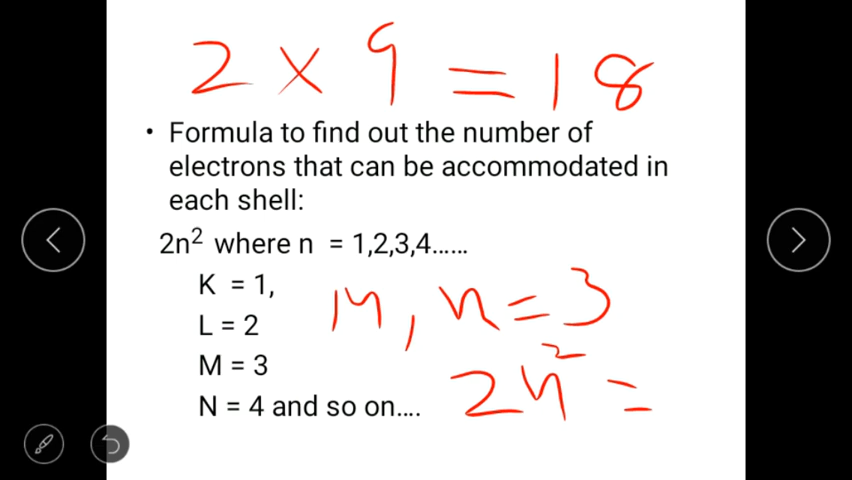 2 × 9 = 18
• Formula to find out the number of
electrons that can be accommodated in
each shell:
2n² where n = 1,2,3,4......
K = 1,
L = 2
M = 3
N = 4 and so on....
M, n = 3
2n² =